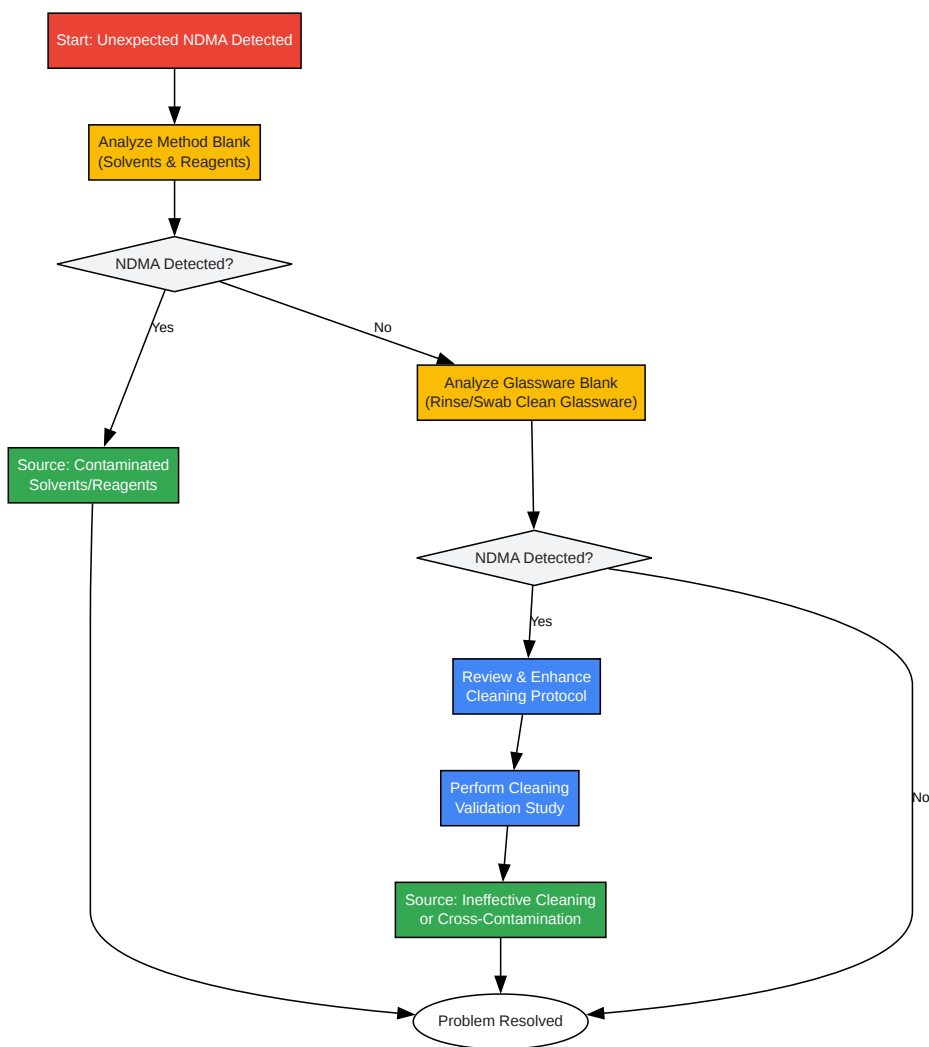 Start: Unexpected NDMA Detected
Analyze Method Blank
(Solvents & Reagents)
NDMA Detected?
Yes
No
Analyze Glassware Blank
(Rinse/Swab Clean Glassware)
Source: Contaminated
Solvents/Reagents
NDMA Detected?
Yes
Review & Enhance
Cleaning Protocol
Perform Cleaning
Validation Study
No
Source: Ineffective Cleaning
or Cross-Contamination
Problem Resolved